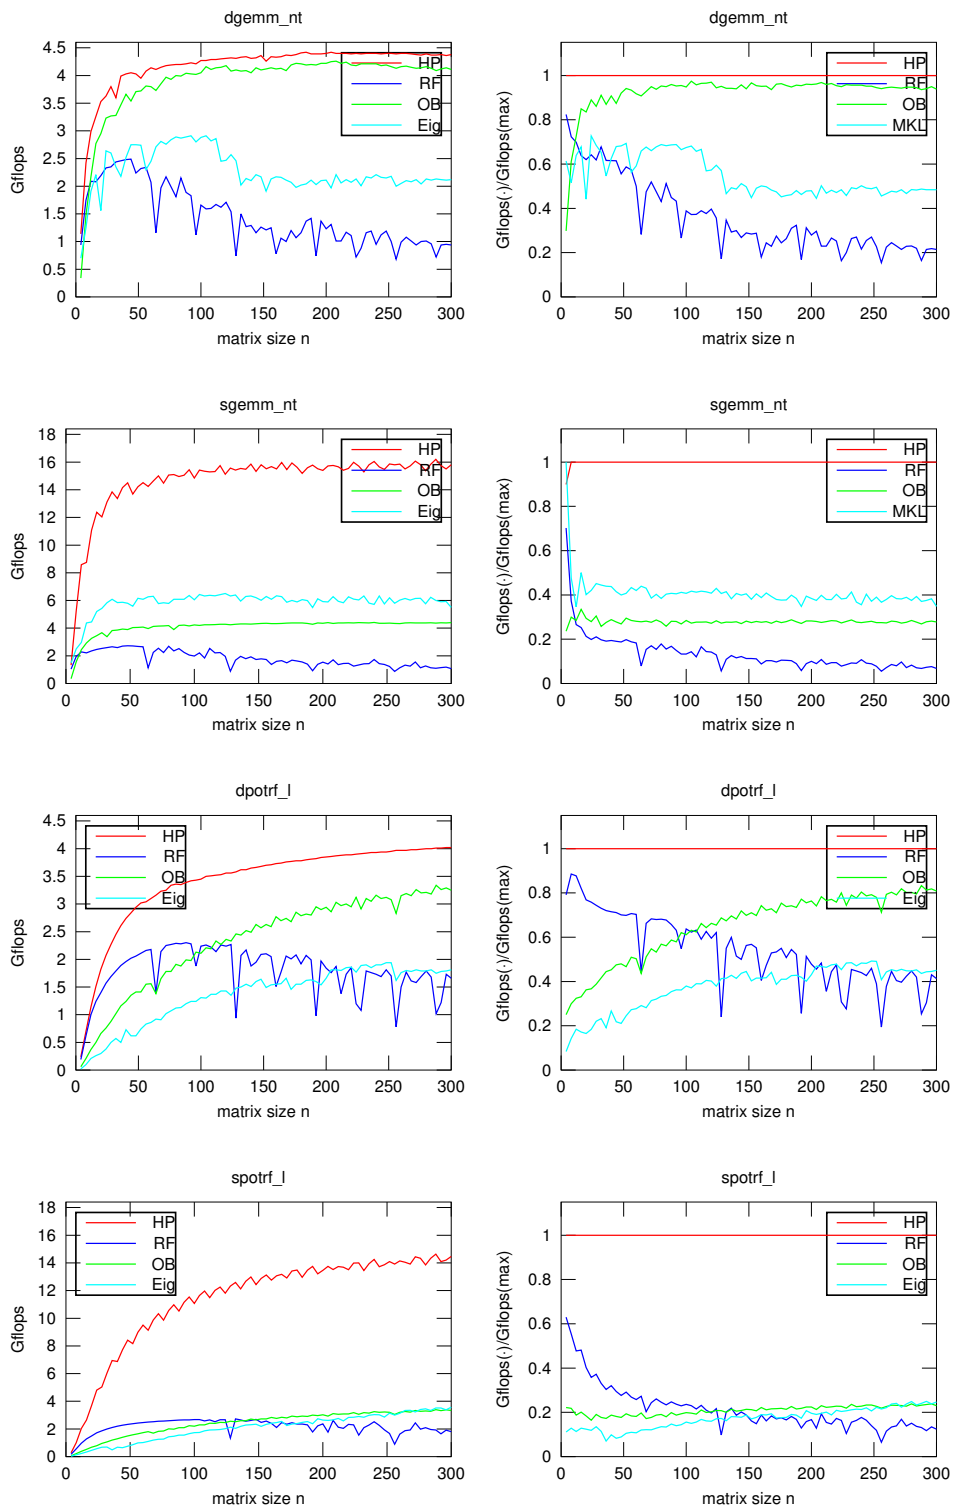 dgemm_nt
4.5
4
3.5
3
2.5
2
1.5
1
0.5
0
Gflops
HP
RF
OB
Eig
0 50 100 150 200 250 300
matrix size n
dgemm_nt
1
0.8
0.6
0.4
0.2
0
Gflops(·)/Gflops(max)
HP
RF
OB
MKL
0 50 100 150 200 250 300
matrix size n
sgemm_nt
18
16
14
12
10
8
6
4
2
0
Gflops
HP
RF
OB
Eig
0 50 100 150 200 250 300
matrix size n
sgemm_nt
1
0.8
0.6
0.4
0.2
0
Gflops(·)/Gflops(max)
HP
RF
OB
MKL
0 50 100 150 200 250 300
matrix size n
dpotrf_l
4.5
4
3.5
3
2.5
2
1.5
1
0.5
0
Gflops
HP
RF
OB
Eig
0 50 100 150 200 250 300
matrix size n
dpotrf_l
1
0.8
0.6
0.4
0.2
0
Gflops(·)/Gflops(max)
HP
RF
OB
Eig
0 50 100 150 200 250 300
matrix size n
spotrf_l
18
16
14
12
10
8
6
4
2
0
Gflops
HP
RF
OB
Eig
0 50 100 150 200 250 300
matrix size n
spotrf_l
1
0.8
0.6
0.4
0.2
0
Gflops(·)/Gflops(max)
HP
RF
OB
Eig
0 50 100 150 200 250 300
matrix size n